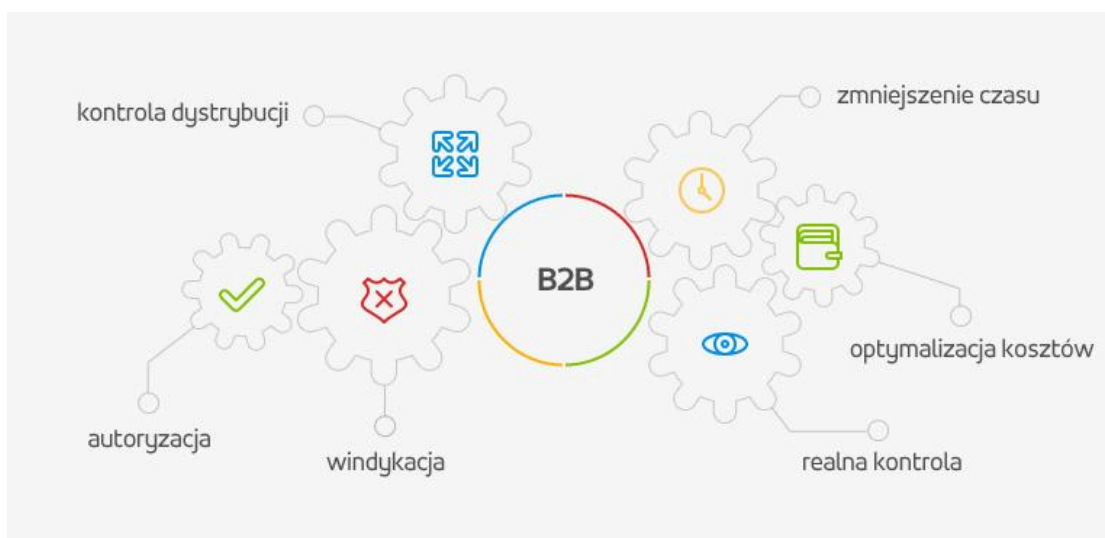 kontrola dystrybucji
zmniejszenie czasu
B2B
optymalizacja kosztów
autoryzacja
windykacja
realna kontrola